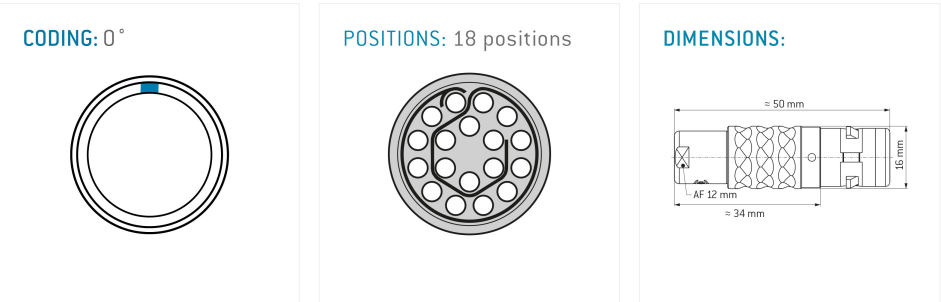 CODING: 0°
POSITIONS: 18 positions
DIMENSIONS:
≈ 50 mm
16 mm
AF 12 mm
≈ 34 mm